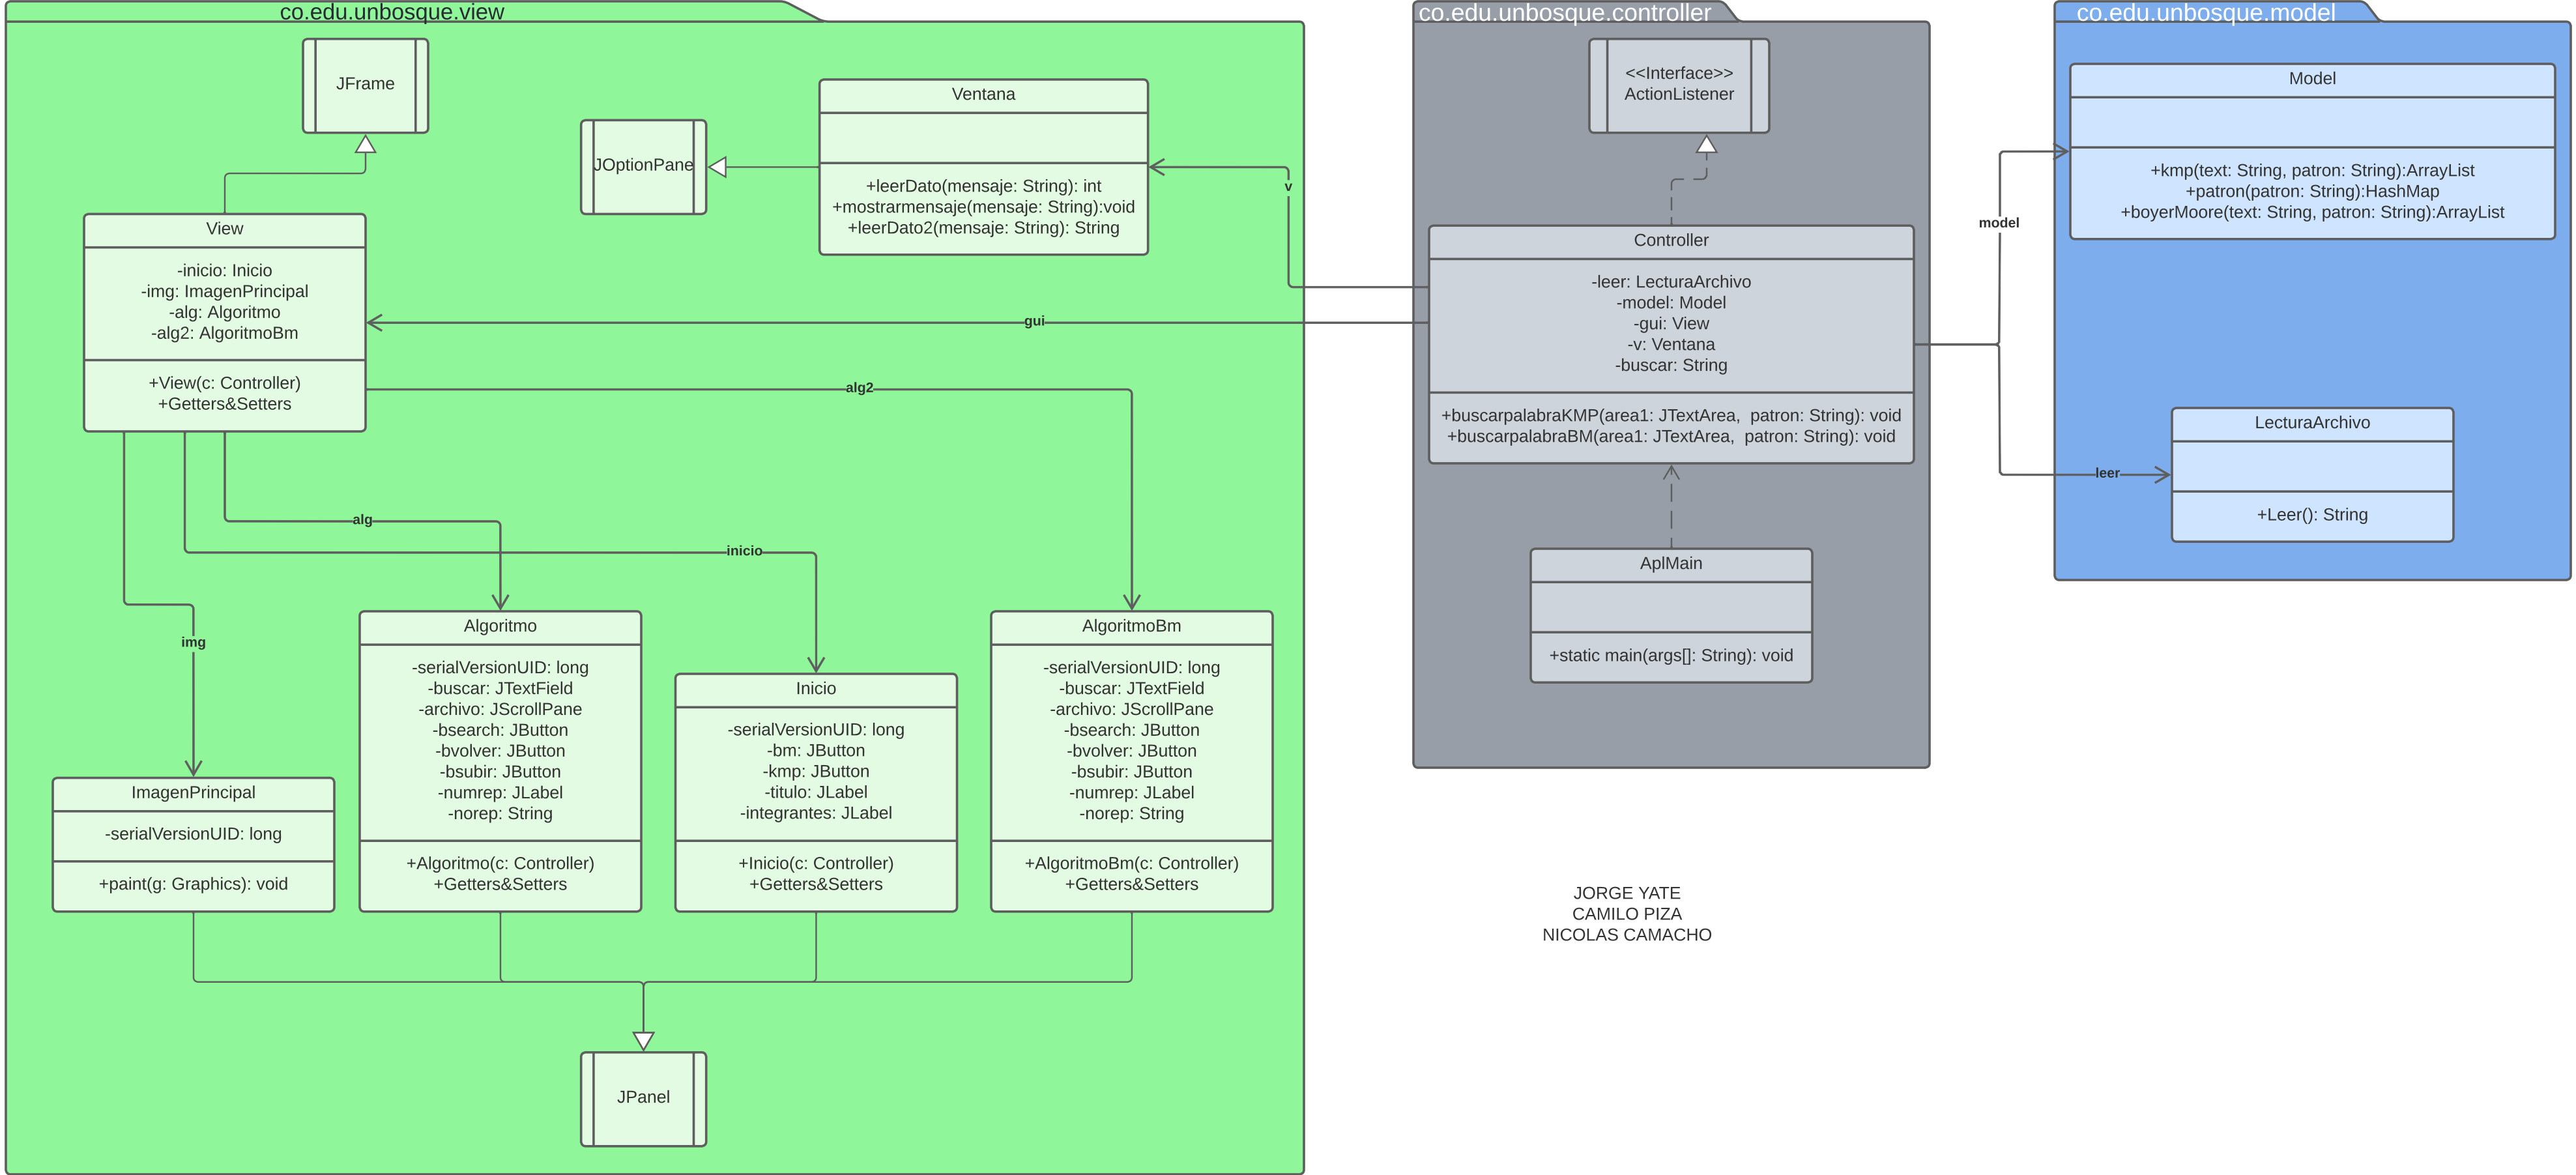 co.edu.unbosque.view
JFrame
JOptionPane
Ventana
+leerDato(mensaje: String): int
+mostrarmensaje(mensaje: String):void
+leerDato2(mensaje: String): String
View
-inicio: Inicio
-img: ImagenPrincipal
-alg: Algoritmo
-alg2: AlgoritmoBm
+View(c: Controller)
+Getters&Setters
v
gui
alg2
alg
inicio
img
ImagenPrincipal
-serialVersionUID: long
+paint(g: Graphics): void
Algoritmo
-serialVersionUID: long
-buscar: JTextField
-archivo: JScrollPane
-bsearch: JButton
-bvolver: JButton
-bsubir: JButton
-numrep: JLabel
-norep: String
+Algoritmo(c: Controller)
+Getters&Setters
Inicio
-serialVersionUID: long
-bm: JButton
-kmp: JButton
-titulo: JLabel
-integrantes: JLabel
+Inicio(c: Controller)
+Getters&Setters
AlgoritmoBm
-serialVersionUID: long
-buscar: JTextField
-archivo: JScrollPane
-bsearch: JButton
-bvolver: JButton
-bsubir: JButton
-numrep: JLabel
-norep: String
+AlgoritmoBm(c: Controller)
+Getters&Setters
JPanel
co.edu.unbosque.controller
<<Interface>>
ActionListener
Controller
-leer: LecturaArchivo
-model: Model
-gui: View
-v: Ventana
-buscar: String
+buscarpalabraKMP(area1: JTextArea,  patron: String): void
+buscarpalabraBM(area1: JTextArea,  patron: String): void
AplMain
+static main(args[]: String): void
JORGE YATE
CAMILO PIZA
NICOLAS CAMACHO
model
leer
co.edu.unbosque.model
Model
+kmp(text: String, patron: String):ArrayList
+patron(patron: String):HashMap
+boyerMoore(text: String, patron: String):ArrayList
LecturaArchivo
+Leer(): String